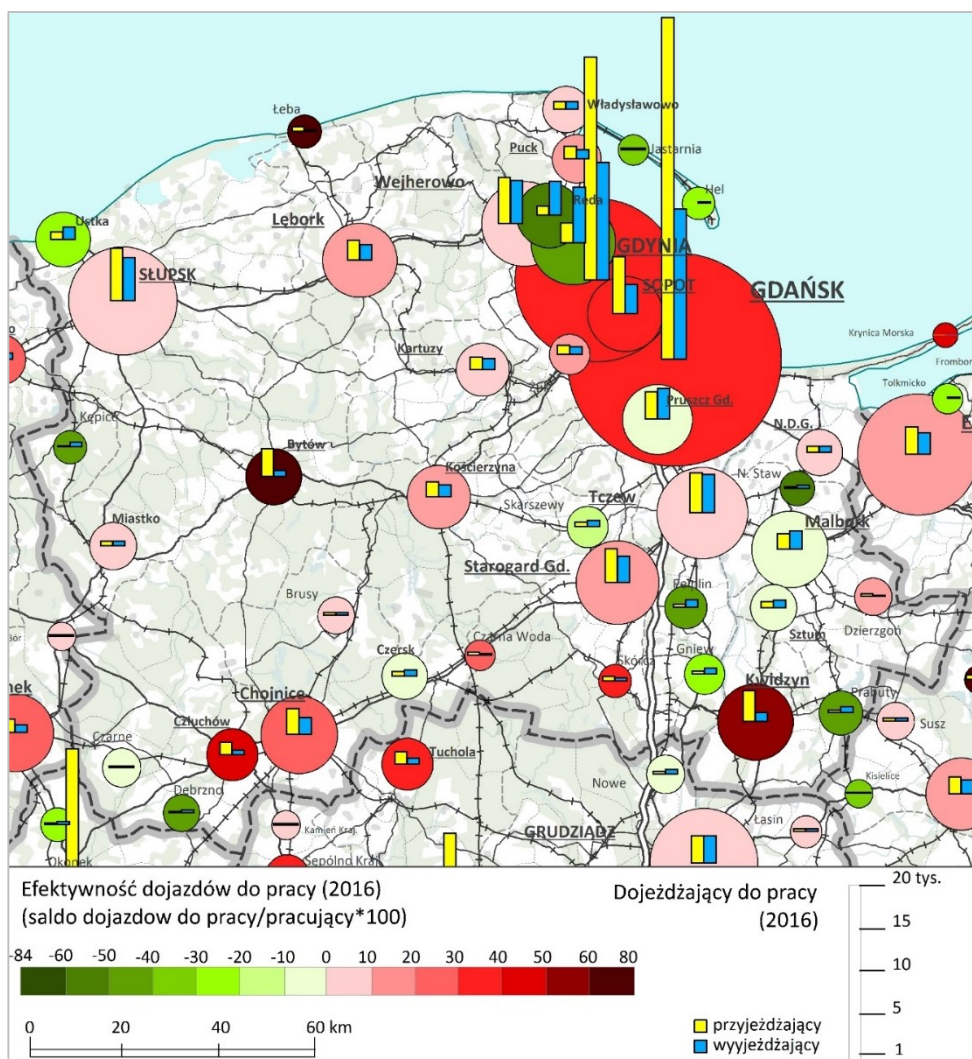 Łeba
Władysławowo
Puck
Jastarnia
Wejherowo
Hel
Reda
Lębork
Ustka
GDYNIA
SŁUPSK
SOPOT
GDAŃSK
Krynica Morska
Kartuzy
Frombor
Tolkmicko
Pruszcz Gd.
Kępice
N.D.G.
E
Bytów
Kościerzyna
N. Staw
Skarszewy
Tczew
Miastko
Malbork
Starogard Gd.
Pelplin
Brusy
Dzierzgoń
Sztum
Czarna Woda
Czersk
Gniew
Skórcz
Kwidzyn
nek
Chojnice
Prabuty
Człuchów
Susz
Czarne
Tuchola
Nowe
Kisielice
Debrzno
Kamień Kraj.
Łasin
GRUDZIĄDZ
Okonek
Sępólno Kraj.
Efektywność dojazdów do pracy (2016)
(saldo dojazdow do pracy/pracujący*100)
Dojeżdżający do pracy
(2016)
20 tys.
15
10
5
1
-84 -60 -50 -40 -30 -20 -10 0 10 20 30 40 60 80
0 20 40 60 km
przyjeżdżający
wyyjeżdżający